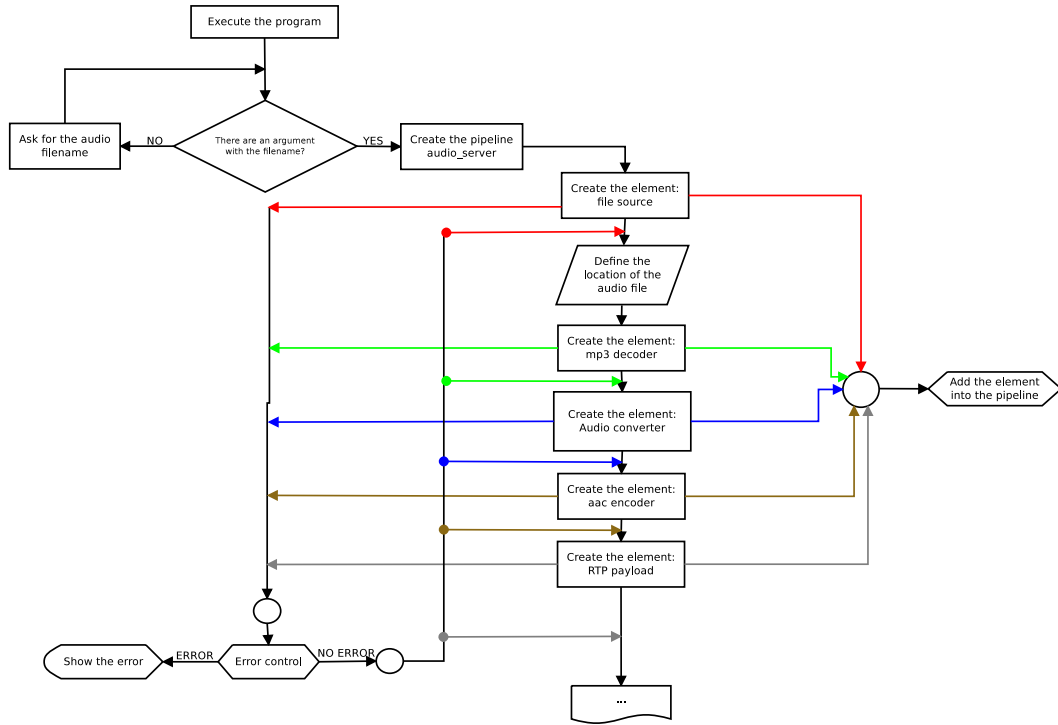 Execute the program
There are an argument
with the filename?
NO
YES
Ask for the audio
filename
Create the pipeline
audio_server
Create the element:
file source
Define the
location of the
audio file
Create the element:
mp3 decoder
Create the element:
Audio converter
Add the element
into the pipeline
Create the element:
aac encoder
Create the element:
RTP payload
Show the error
ERROR
Error control
NO ERROR
...